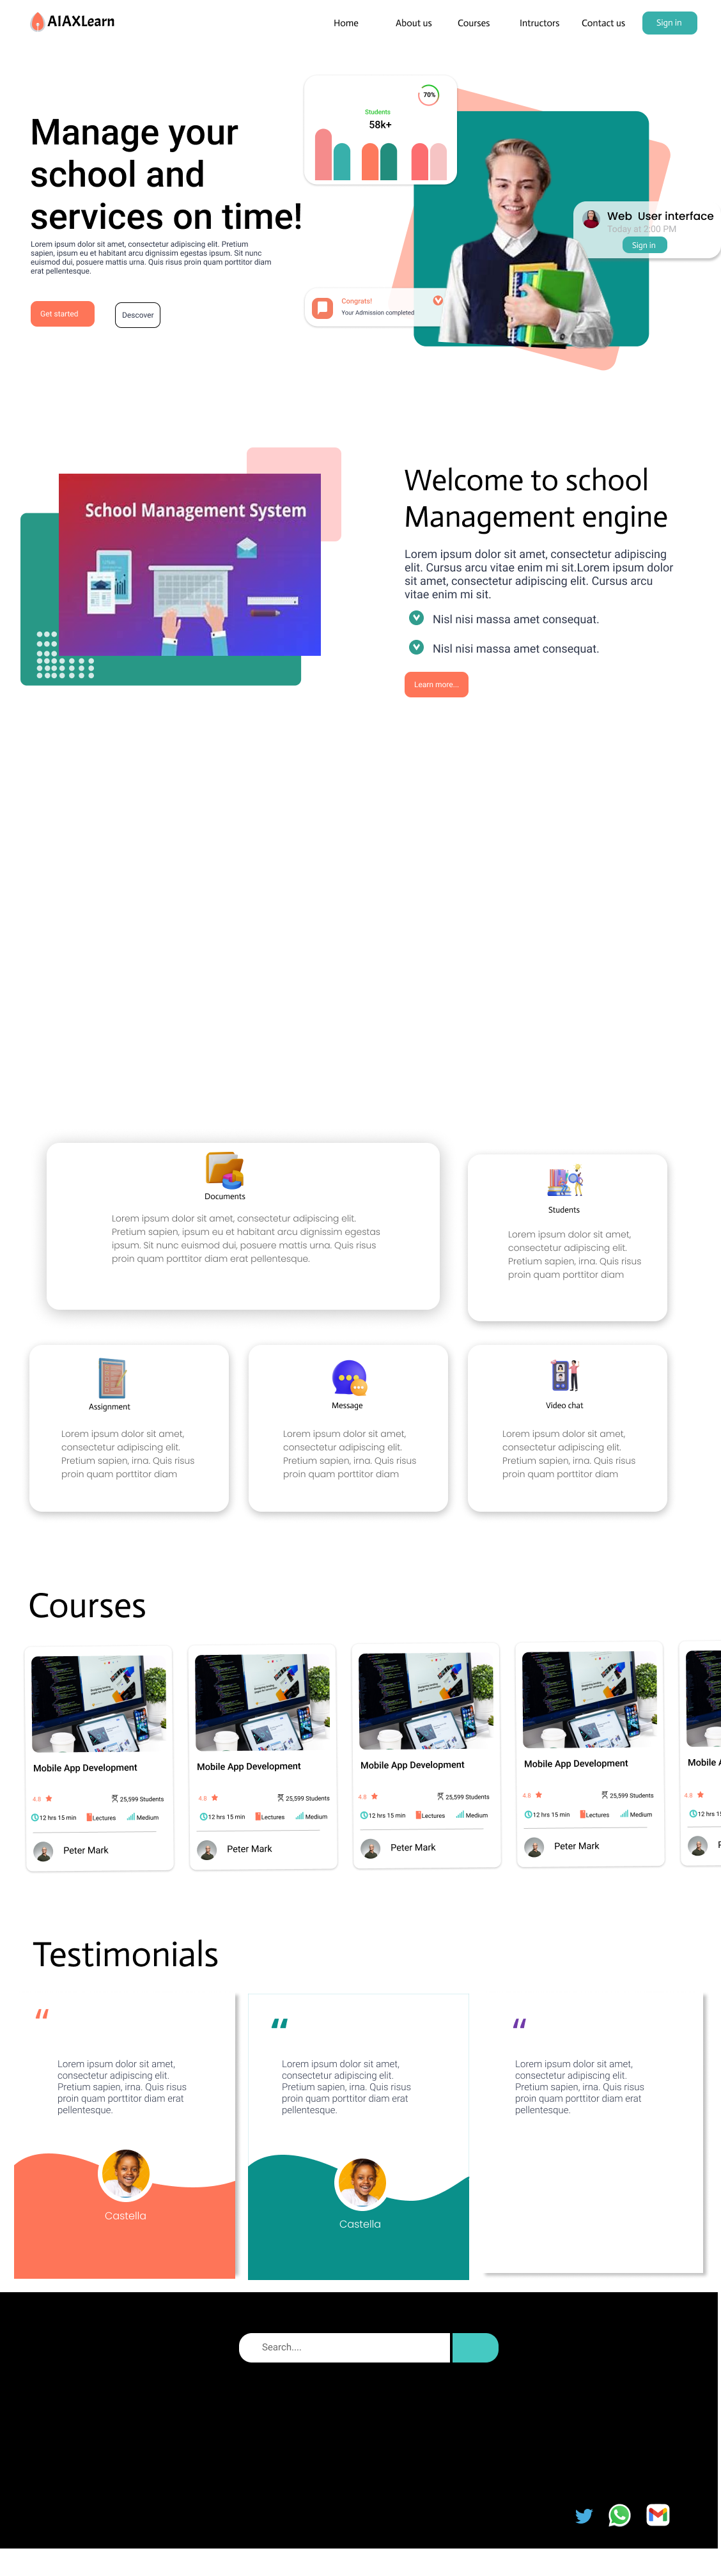 AIAXLearn
Home
About us
Courses
Intructors
Contact us
Sign in
70%
Students
58k+
Manage your
school and
services on time!
Lorem ipsum dolor sit amet, consectetur adipiscing elit. Pretium
sapien, ipsum eu et habitant arcu dignissim egestas ipsum. Sit nunc
euismod dui, posuere mattis urna. Quis risus proin quam porttitor diam
erat pellentesque.
Get started
Descover
Web User interface
Today at 2:00 PM
Sign in
Congrats!
Your Admission completed
School Management System
Welcome to school
Management engine
Lorem ipsum dolor sit amet, consectetur adipiscing
elit. Cursus arcu vitae enim mi sit.Lorem ipsum dolor
sit amet, consectetur adipiscing elit. Cursus arcu
vitae enim mi sit.
Nisl nisi massa amet consequat.
Nisl nisi massa amet consequat.
Learn more...
Documents
Lorem ipsum dolor sit amet, consectetur adipiscing elit.
Pretium sapien, ipsum eu et habitant arcu dignissim egestas
ipsum. Sit nunc euismod dui, posuere mattis urna. Quis risus
proin quam porttitor diam erat pellentesque.
Students
Lorem ipsum dolor sit amet,
consectetur adipiscing elit.
Pretium sapien, irna. Quis risus
proin quam porttitor diam
Assignment
Lorem ipsum dolor sit amet,
consectetur adipiscing elit.
Pretium sapien, irna. Quis risus
proin quam porttitor diam
Message
Lorem ipsum dolor sit amet,
consectetur adipiscing elit.
Pretium sapien, irna. Quis risus
proin quam porttitor diam
Video chat
Lorem ipsum dolor sit amet,
consectetur adipiscing elit.
Pretium sapien, irna. Quis risus
proin quam porttitor diam
Courses
Mobile App Development
4.8
25,599 Students
12 hrs 15 min
Lectures
Medium
Peter Mark
Mobile App Development
4.8
25,599 Students
12 hrs 15 min
Lectures
Medium
Peter Mark
Mobile App Development
4.8
25,599 Students
12 hrs 15 min
Lectures
Medium
Peter Mark
Mobile App Development
4.8
25,599 Students
12 hrs 15 min
Lectures
Medium
Peter Mark
Mobile A
4.8
12 hrs 1
Testimonials
“
Lorem ipsum dolor sit amet,
consectetur adipiscing elit.
Pretium sapien, irna. Quis risus
proin quam porttitor diam erat
pellentesque.
Castella
“
Lorem ipsum dolor sit amet,
consectetur adipiscing elit.
Pretium sapien, irna. Quis risus
proin quam porttitor diam erat
pellentesque.
Castella
“
Lorem ipsum dolor sit amet,
consectetur adipiscing elit.
Pretium sapien, irna. Quis risus
proin quam porttitor diam erat
pellentesque.
Search....